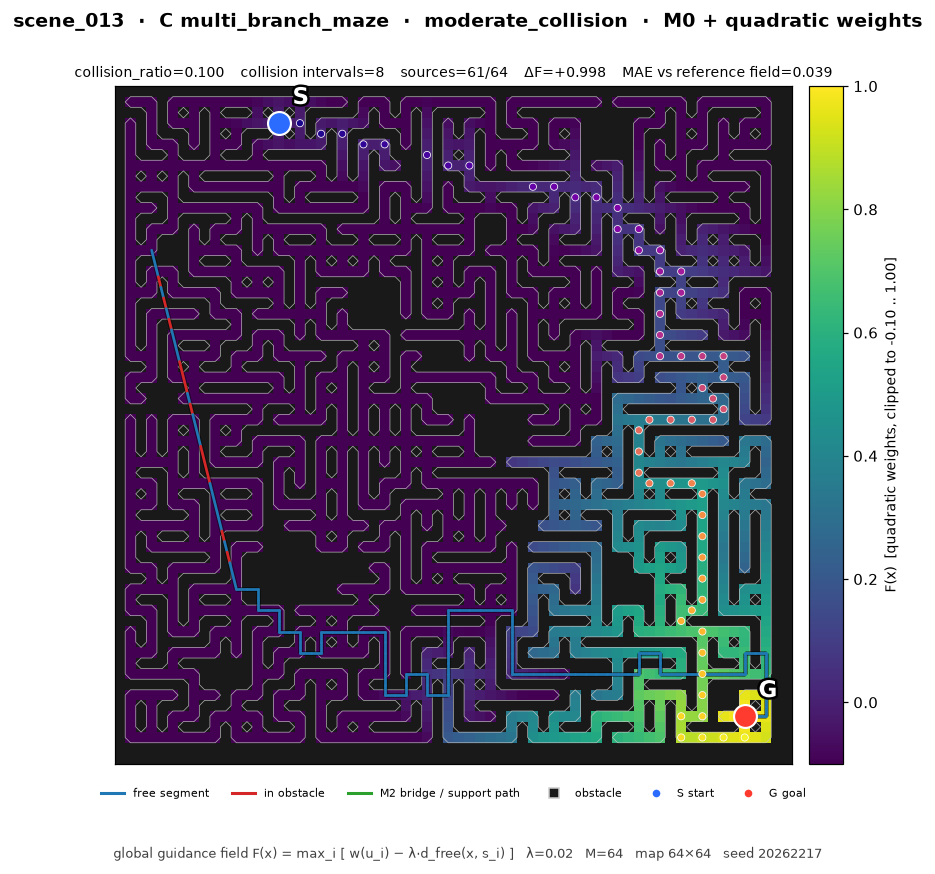 scene_013 · C multi_branch_maze · moderate_collision · M0 + quadratic weights
collision_ratio=0.100 collision intervals=8 sources=61/64 ΔF=+0.998 MAE vs reference field=0.039
S
G
1.0
0.8
0.6
0.4
0.2
0.0
F(x) [quadratic weights, clipped to -0.10 .. 1.00]
free segment
in obstacle
M2 bridge / support path
obstacle
S start
G goal
global guidance field F(x) = max_i [ w(u_i) − λ·d_free(x, s_i) ] λ=0.02 M=64 map 64×64 seed 20262217